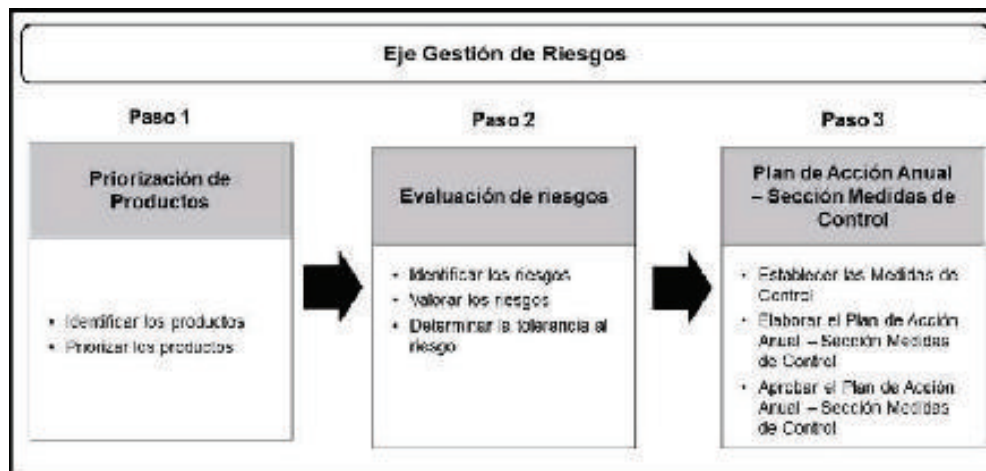 Eje Gestión de Riesgos
Paso 1
Priorización de
Productos
• Identificar los productos
• Priorizar los productos
Paso 2
Evaluación de riesgos
• Identificar los riesgos
• Valorar los riesgos
• Determinar la tolerancia al
riesgo
Paso 3
Plan de Acción Anual
– Sección Medidas de
Control
• Establecer las Medidas de
Control
• Elaborar el Plan de Acción
Anual – Sección Medidas
de Control
• Aprobar el Plan de Acción
Anual – Sección Medidas
de Control